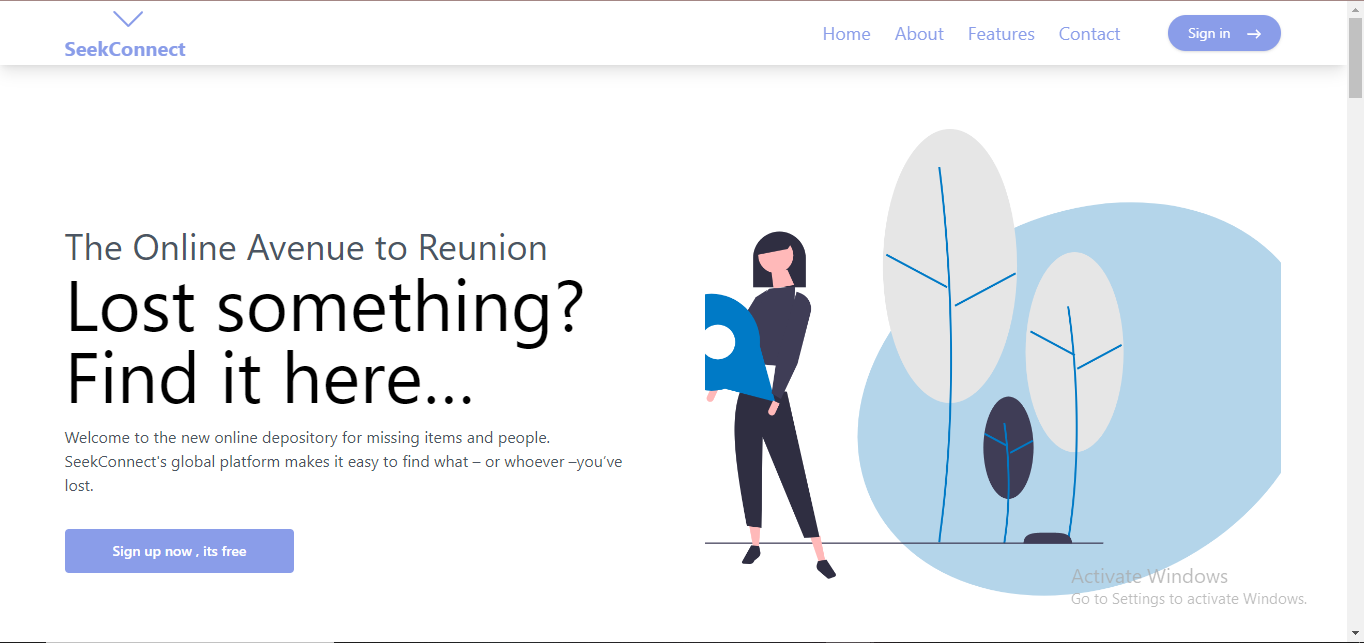 SeekConnect
Home
About
Features
Contact
Sign in
The Online Avenue to Reunion
Lost something?
Find it here...
Welcome to the new online depository for missing items and people.
SeekConnect's global platform makes it easy to find what – or whoever –you've
lost.
Sign up now , its free
Activate Windows
Go to Settings to activate Windows.